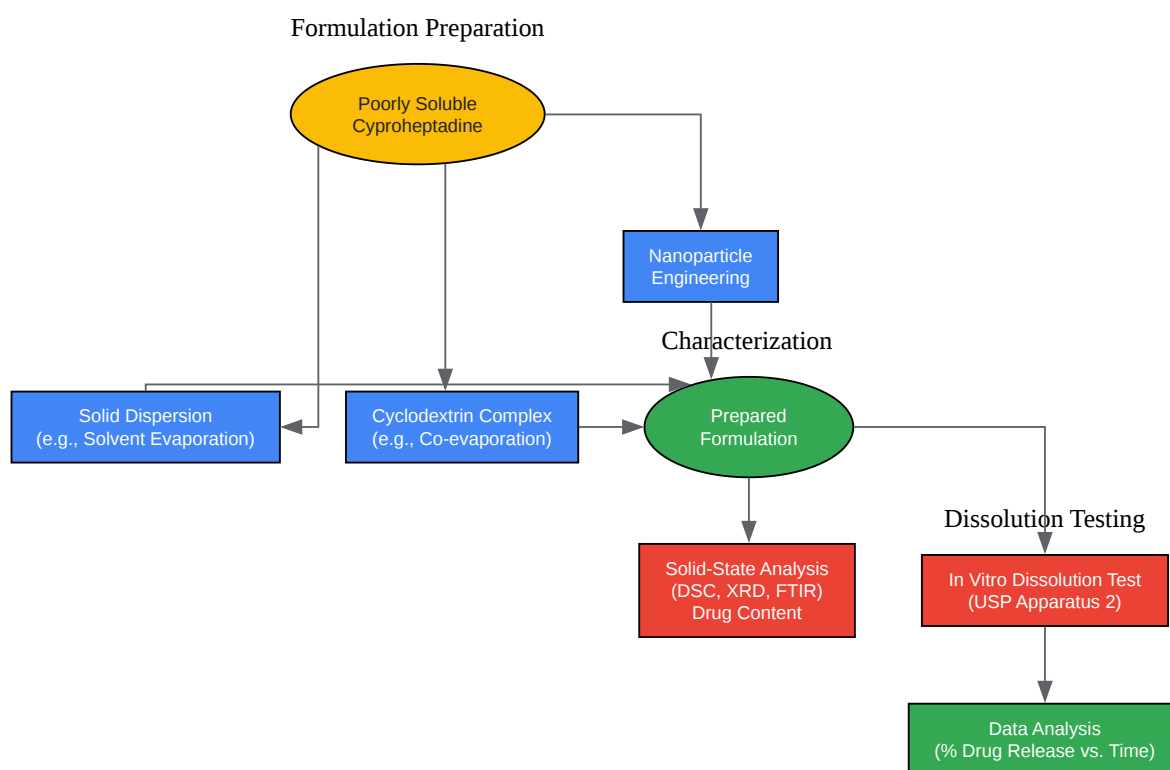 Formulation Preparation
Poorly Soluble
Cyproheptadine
Nanoparticle
Engineering
Characterization
Solid Dispersion
(e.g., Solvent Evaporation)
Cyclodextrin Complex
(e.g., Co-evaporation)
Prepared
Formulation
Dissolution Testing
Solid-State Analysis
(DSC, XRD, FTIR)
Drug Content
In Vitro Dissolution Test
(USP Apparatus 2)
Data Analysis
(% Drug Release vs. Time)